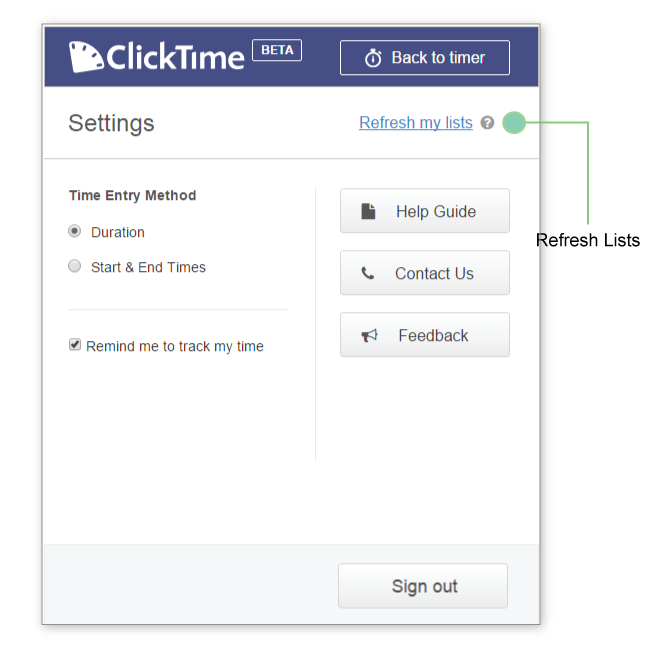 ClickTime BETA
Back to timer
Settings
Refresh my lists ?
Refresh Lists
Time Entry Method
Duration
Start & End Times
Remind me to track my time
Help Guide
Contact Us
Feedback
Sign out